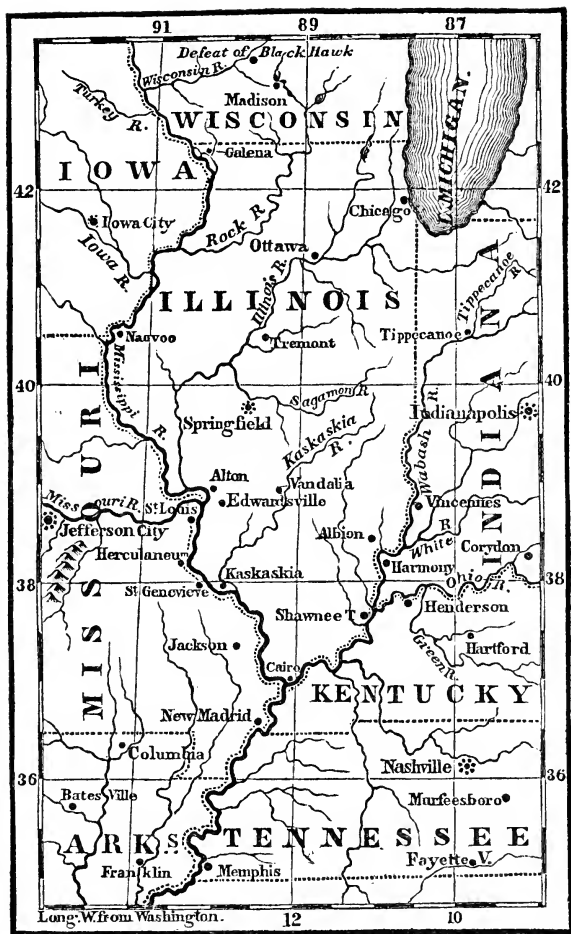 91 89 87
Defeat of Black Hawk
Wisconsin R.
Madison
Turkey R.
WISCONSIN
Galena
IOWA
L. MICHIGAN.
42 42
Chicago
Iowa City
Rock R.
Iowa R.
Ottawa
Illinois R.
ILLINOIS
Tippecanoe R.
Nauvoo
Tremont
Tippecanoe
INDIANA
Mississippi R.
40 40
Sagamon R.
Springfield
Indianapolis
Kaskaskia R.
Wabash R.
MISSOURI
Alton
Vandalia
Edwardsville
Vincennes
Missouri R.
St. Louis
Jefferson City
Albion
White R.
Corydon
Herculaneum
Harmony
38 38
Kaskaskia
Ohio R.
St. Genevieve
Shawnee T.
Henderson
Jackson
Green R.
Hartford
Cairo
KENTUCKY
New Madrid
Columbia
Nashville
36 36
Bates Ville
Murfeesboro
ARKS
TENNESSEE
Franklin
Memphis
Fayette V.
Long. W. from Washington. 12 10